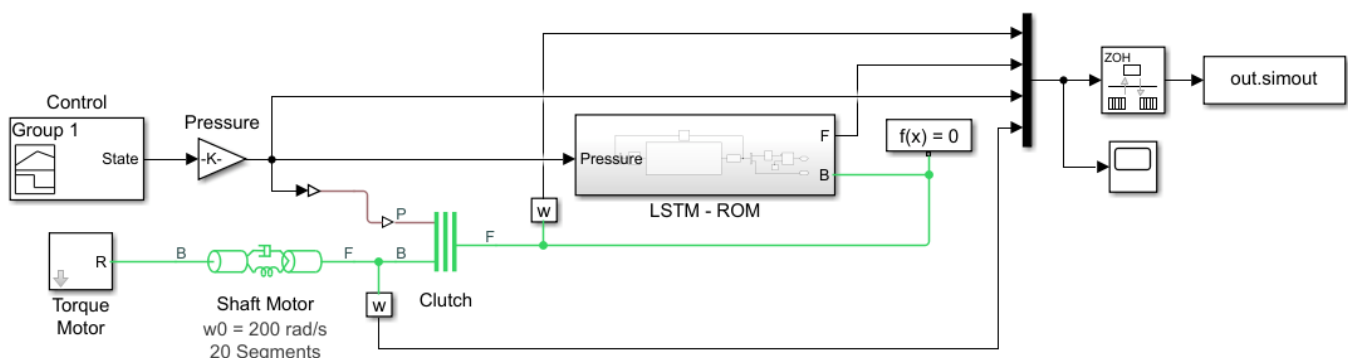 ZOH
out.simout
Control
Group 1
State
Pressure
-K-
Pressure
F
B
f(x) = 0
LSTM - ROM
w
P
F
B
Clutch
R
B
F
Torque
Motor
Shaft Motor
w0 = 200 rad/s
20 Segments
w